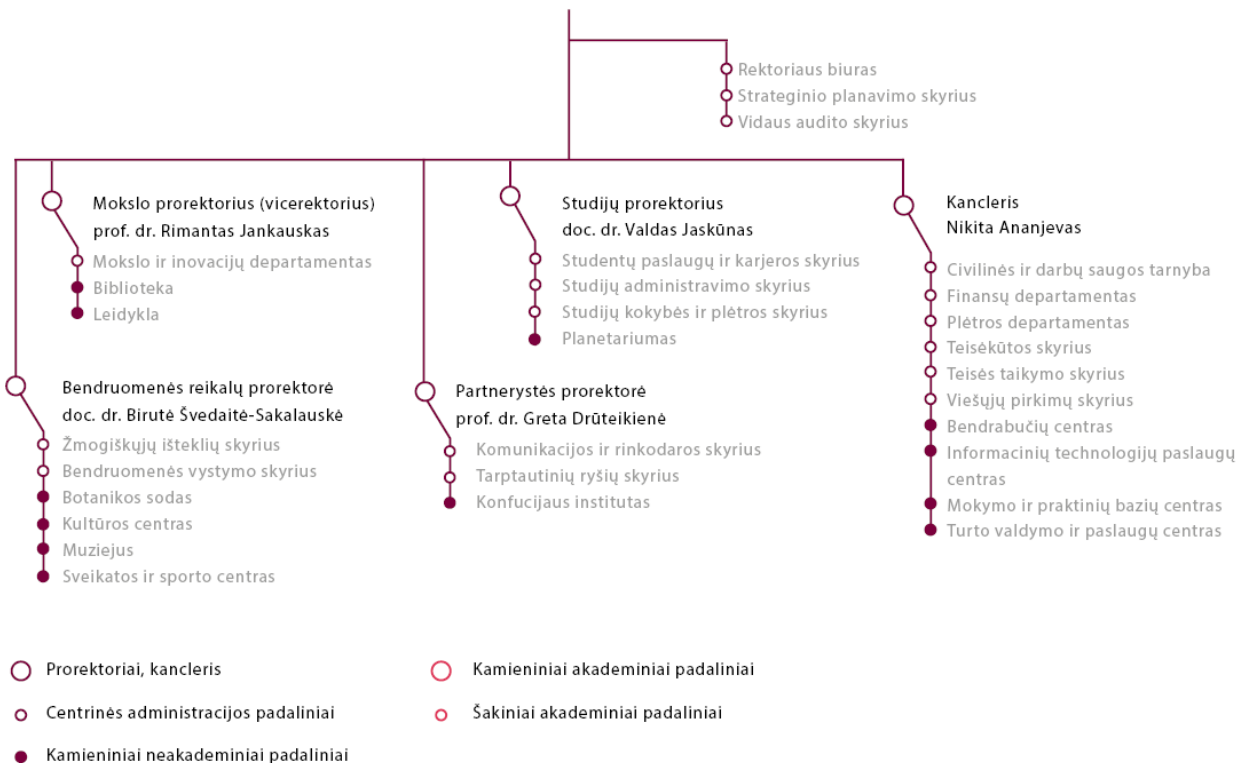 Rektoriaus biuras
Strateginio planavimo skyrius
Vidaus audito skyrius
Mokslo prorektorius (vicerektorius)
prof. dr. Rimantas Jankauskas
Mokslo ir inovacijų departamentas
Biblioteka
Leidykla
Studijų prorektorius
doc. dr. Valdas Jaskūnas
Studentų paslaugų ir karjeros skyrius
Studijų administravimo skyrius
Studijų kokybės ir plėtros skyrius
Planetariumas
Kancleris
Nikita Ananjevas
Civilinės ir darbų saugos tarnyba
Finansų departamentas
Plėtros departamentas
Teisėkūtos skyrius
Teisės taikymo skyrius
Viešųjų pirkimų skyrius
Bendrabučių centras
Informacinių technologijų paslaugų
centras
Mokymo ir praktinių bazių centras
Turto valdymo ir paslaugų centras
Bendruomenės reikalų prorektorė
doc. dr. Birutė Švedaitė-Sakalauskė
Žmogiškųjų išteklių skyrius
Bendruomenės vystymo skyrius
Botanikos sodas
Kultūros centras
Muziejus
Sveikatos ir sporto centras
Partnerystės prorektorė
prof. dr. Greta Drūteikienė
Komunikacijos ir rinkodaros skyrius
Tarptautinių ryšių skyrius
Konfucijaus institutas
Prorektoriai, kancleris
Centrinės administracijos padaliniai
Kamieniniai neakademiniai padaliniai
Kamieniniai akademiniai padaliniai
Šakiniai akademiniai padaliniai